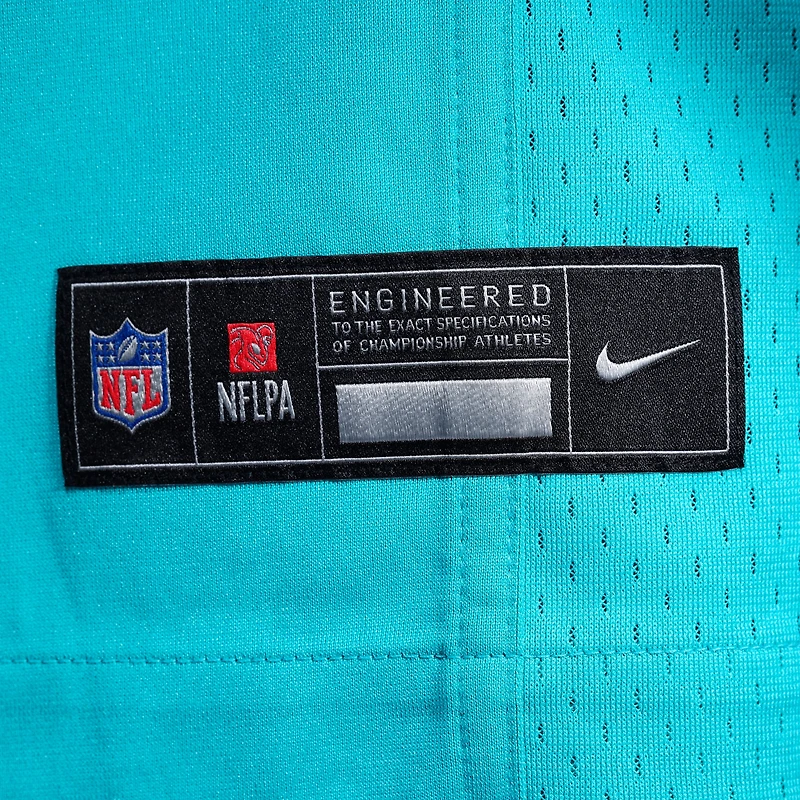 NFL
NFLPA
ENGINEERED
TO THE EXACT SPECIFICATIONS
OF CHAMPIONSHIP ATHLETES